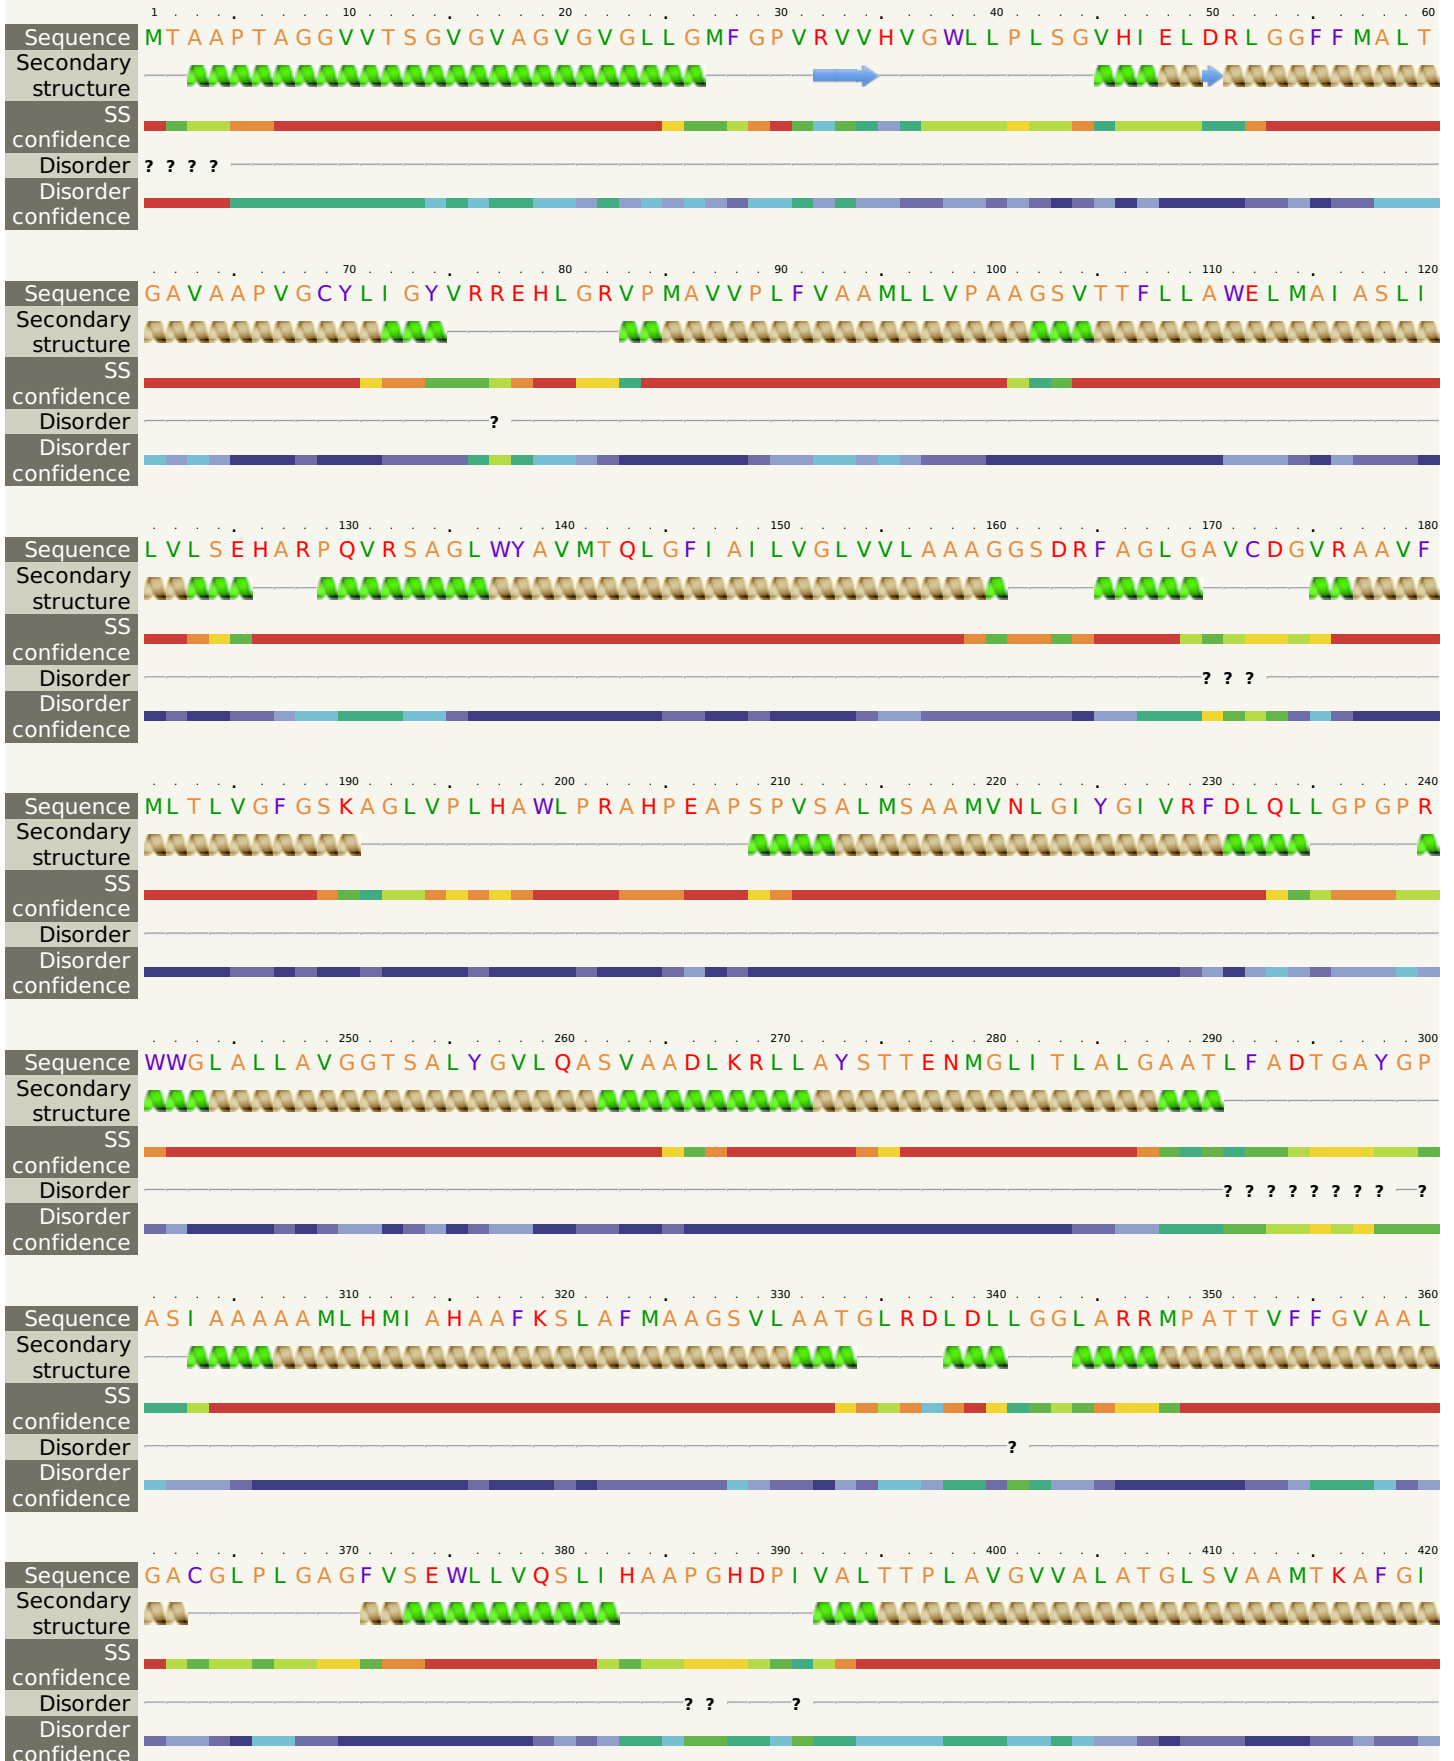 1 . . . . 10 . . . . 20 . . . . 30 . . . . 40 . . . . 50 . . . . 60
Sequence MTAAPTAGGVVTSGVGVAGVGVGLLGMFGPVRVVHVGWLLPLSGVHIELDRLGGFFMALT
Secondary
structure
SS
confidence
Disorder ? ? ? ?
Disorder
confidence
. . . . 70 . . . . 80 . . . . 90 . . . . 100 . . . . 110 . . . . 120
Sequence GAVAAPVGCYLIGYVRREHLGRVPMAVVPLFVAAMLLVPAAGSVTTFLLAWELMAIASLI
Secondary
structure
SS
confidence
Disorder ?
Disorder
confidence
. . . . 130 . . . . 140 . . . . 150 . . . . 160 . . . . 170 . . . . 180
Sequence LVLSEHARPQVRSAGLWYAVMTQLGFIAILVGLVVLAAAGGSDRFAGLGAVCDGVRAAVF
Secondary
structure
SS
confidence
Disorder ? ? ?
Disorder
confidence
. . . . 190 . . . . 200 . . . . 210 . . . . 220 . . . . 230 . . . . 240
Sequence MLTLVGFGSKAGLVPLHAWLPRAHPEAPSPVSALMSAAMVNLGIYGIVRFDLQLLGPGPR
Secondary
structure
SS
confidence
Disorder
Disorder
confidence
. . . . 250 . . . . 260 . . . . 270 . . . . 280 . . . . 290 . . . . 300
Sequence WWGLALLAVGGTSALYGVLQASVAADLKRLLAYSTTENMGLITLALGAATLFADTGAYGP
Secondary
structure
SS
confidence
Disorder ? ? ? ? ? ? ? ? ?
Disorder
confidence
. . . . 310 . . . . 320 . . . . 330 . . . . 340 . . . . 350 . . . . 360
Sequence ASIAAAAAMLHMIAHAAFKSLAFMAAGSVLAATGLRDLDLLGGLARRMPATTVFFGVAAL
Secondary
structure
SS
confidence
Disorder ?
Disorder
confidence
. . . . 370 . . . . 380 . . . . 390 . . . . 400 . . . . 410 . . . . 420
Sequence GACGLPLGAGFVSEWLLVQSLIHAAPGHDPIVALTTPLAVGVVALATGLSVAAMTKAFGI
Secondary
structure
SS
confidence
Disorder ? ? ?
Disorder
confidence